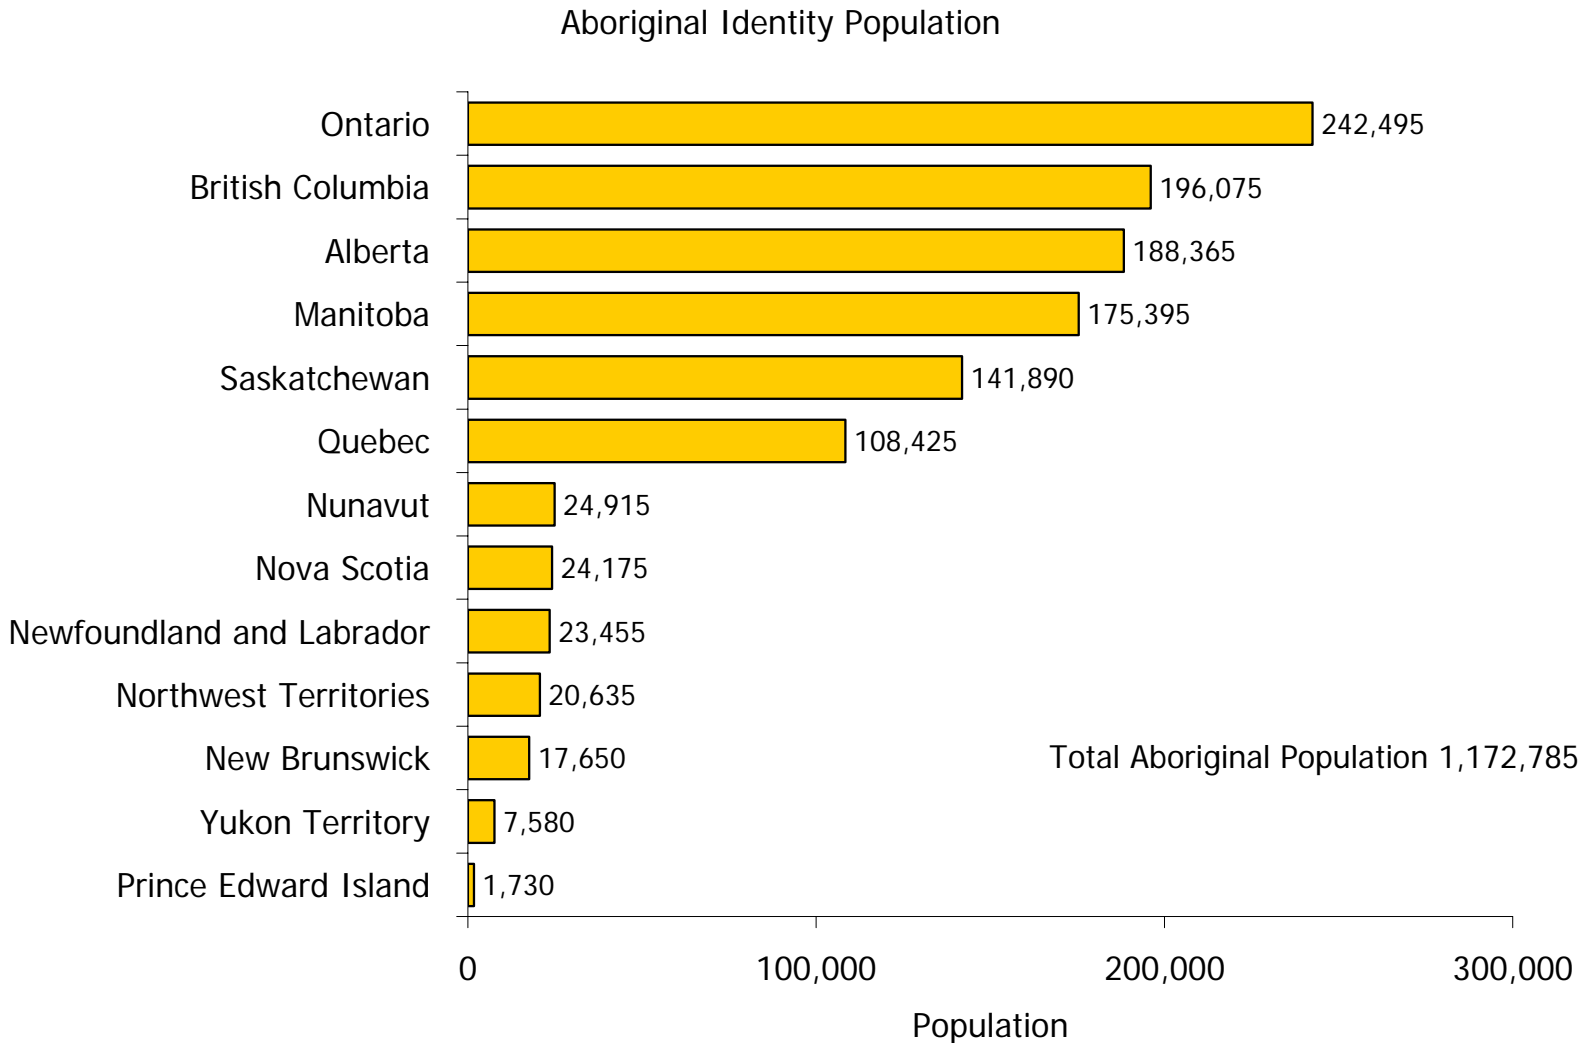 Aboriginal Identity Population
Ontario 242,495
British Columbia 196,075
Alberta 188,365
Manitoba 175,395
Saskatchewan 141,890
Quebec 108,425
Nunavut 24,915
Nova Scotia 24,175
Newfoundland and Labrador 23,455
Northwest Territories 20,635
New Brunswick 17,650 Total Aboriginal Population 1,172,785
Yukon Territory 7,580
Prince Edward Island 1,730
0 100,000 200,000 300,000
Population